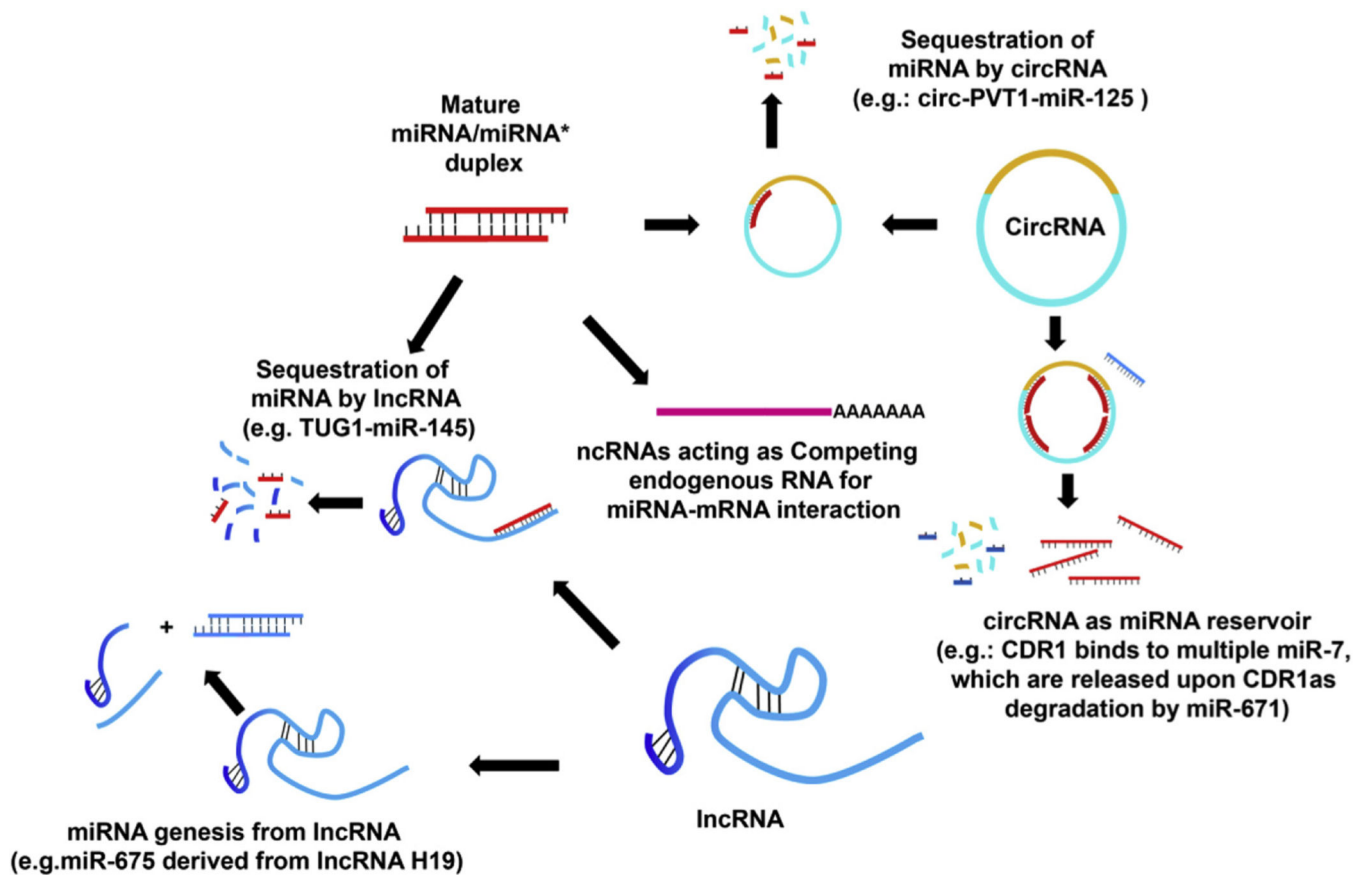 Sequestration of
miRNA by circRNA
(e.g.: circ-PVT1-miR-125 )
Mature
miRNA/miRNA*
duplex
CircRNA
Sequestration of
miRNA by lncRNA
(e.g. TUG1-miR-145)
AAAAAAA
ncRNAs acting as Competing
endogenous RNA for
miRNA-mRNA interaction
circRNA as miRNA reservoir
(e.g.: CDR1 binds to multiple miR-7,
which are released upon CDR1as
degradation by miR-671)
+
lncRNA
miRNA genesis from lncRNA
(e.g.miR-675 derived from lncRNA H19)